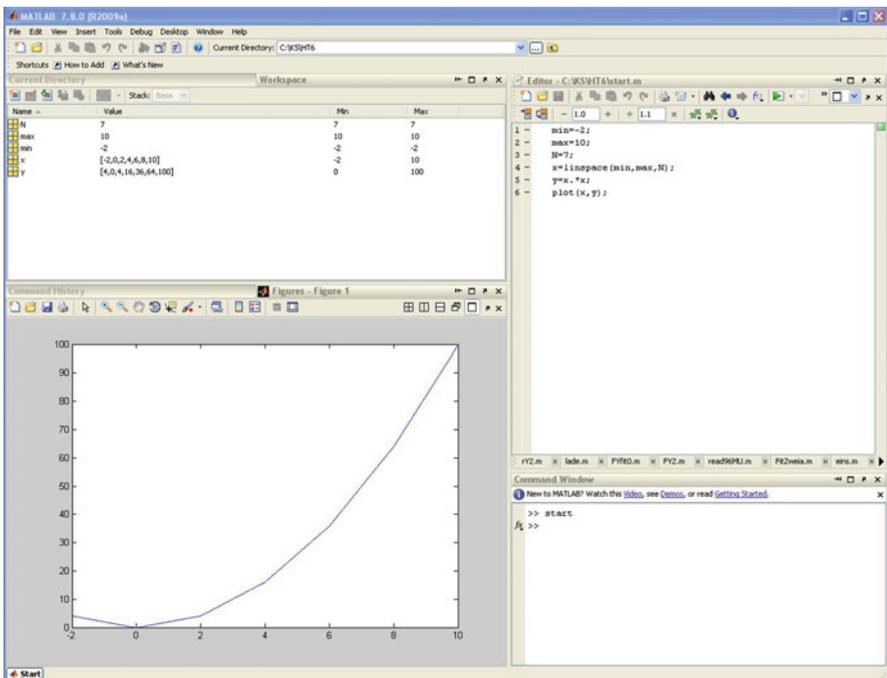 MATLAB 7.8.0 (R2009a)
File Edit View Insert Tools Debug Desktop Window Help
Current Directory: C:\KS\HT6
Shortcuts How to Add What's New
Current Directory Workspace
Stack: Base
Name Value Min Max
N 7 7 7
max 10 10 10
min -2 -2 -2
x [-2,0,2,4,6,8,10] -2 10
y [4,0,4,16,36,64,100] 0 100
Command History Figures - Figure 1
100
90
80
70
60
50
40
30
20
10
0
-2 0 2 4 6 8 10
Start
Editor - C:\KS\HT6\start.m
- 1.0 + ÷ 1.1 ×
1 - min=-2;
2 - max=10;
3 - N=7;
4 - x=linspace(min,max,N);
5 - y=x.*x;
6 - plot(x,y);
rY2.m lade.m FYfit0.m FY2.m read96MU.m FitZweia.m eins.m
Command Window
New to MATLAB? Watch this Video, see Demos, or read Getting Started.
>> start
fx >>